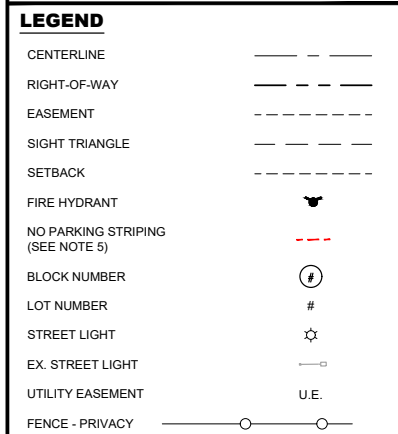 LEGEND
CENTERLINE
RIGHT-OF-WAY
EASEMENT
SIGHT TRIANGLE
SETBACK
FIRE HYDRANT
NO PARKING STRIPING
(SEE NOTE 5)
BLOCK NUMBER #
LOT NUMBER #
STREET LIGHT
EX. STREET LIGHT
UTILITY EASEMENT U.E.
FENCE - PRIVACY